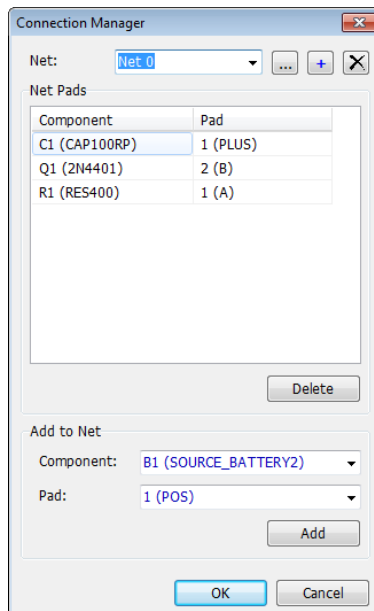 Connection Manager
Net: Net 0 ... +
Net Pads
Component Pad
C1 (CAP100RP) 1 (PLUS)
Q1 (2N4401) 2 (B)
R1 (RES400) 1 (A)
Delete
Add to Net
Component: B1 (SOURCE_BATTERY2)
Pad: 1 (POS)
Add
OK Cancel